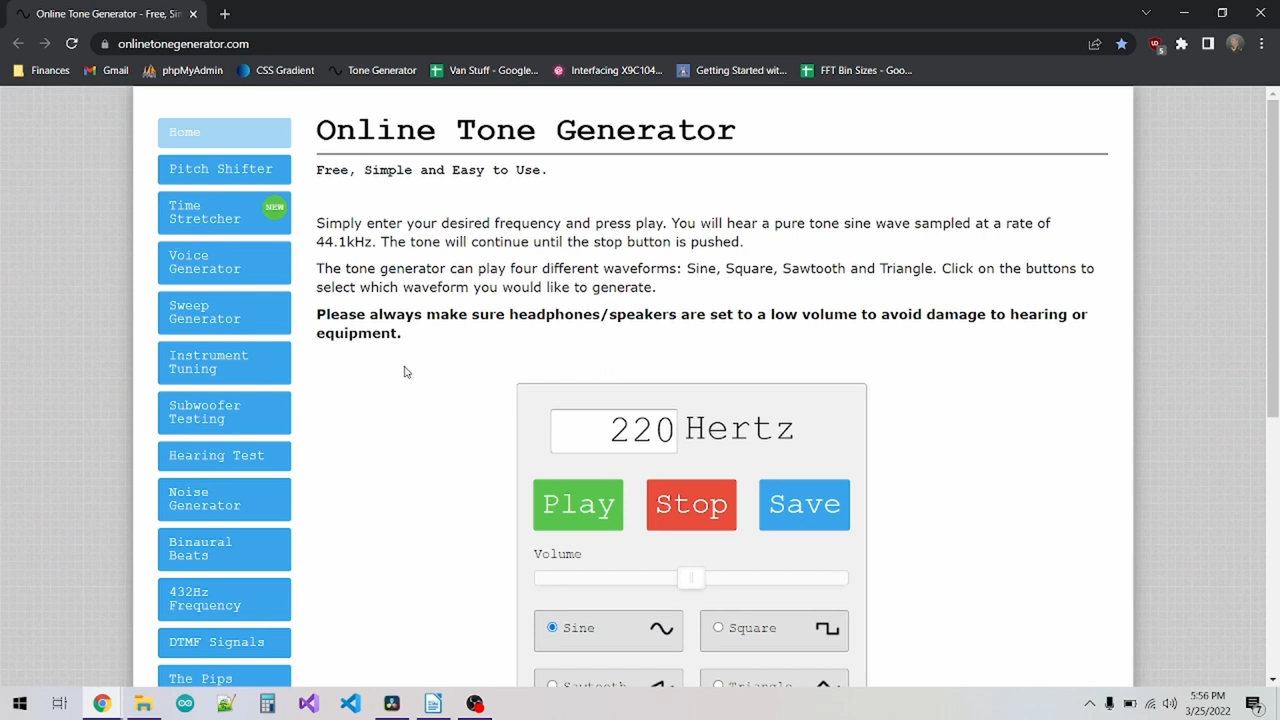 Online Tone Generator - Free, Sin
onlinetonegenerator.com
5
Finances
Gmail
phpMyAdmin
CSS Gradient
Tone Generator
Van Stuff - Google...
Interfacing X9C104...
Getting Started wit...
FFT Bin Sizes - Goo...
Home
Pitch Shifter
Time
Stretcher
NEW
Voice
Generator
Sweep
Generator
Instrument
Tuning
Subwoofer
Testing
Hearing Test
Noise
Generator
Binaural
Beats
432Hz
Frequency
DTMF Signals
The Pips
Online Tone Generator
Free, Simple and Easy to Use.
Simply enter your desired frequency and press play. You will hear a pure tone sine wave sampled at a rate of
44.1kHz. The tone will continue until the stop button is pushed.
The tone generator can play four different waveforms: Sine, Square, Sawtooth and Triangle. Click on the buttons to
select which waveform you would like to generate.
Please always make sure headphones/speakers are set to a low volume to avoid damage to hearing or
equipment.
220 Hertz
Play
Stop
Save
Volume
Sine
Square
Sawtooth
Triangle
5:56 PM
3/25/2022
7